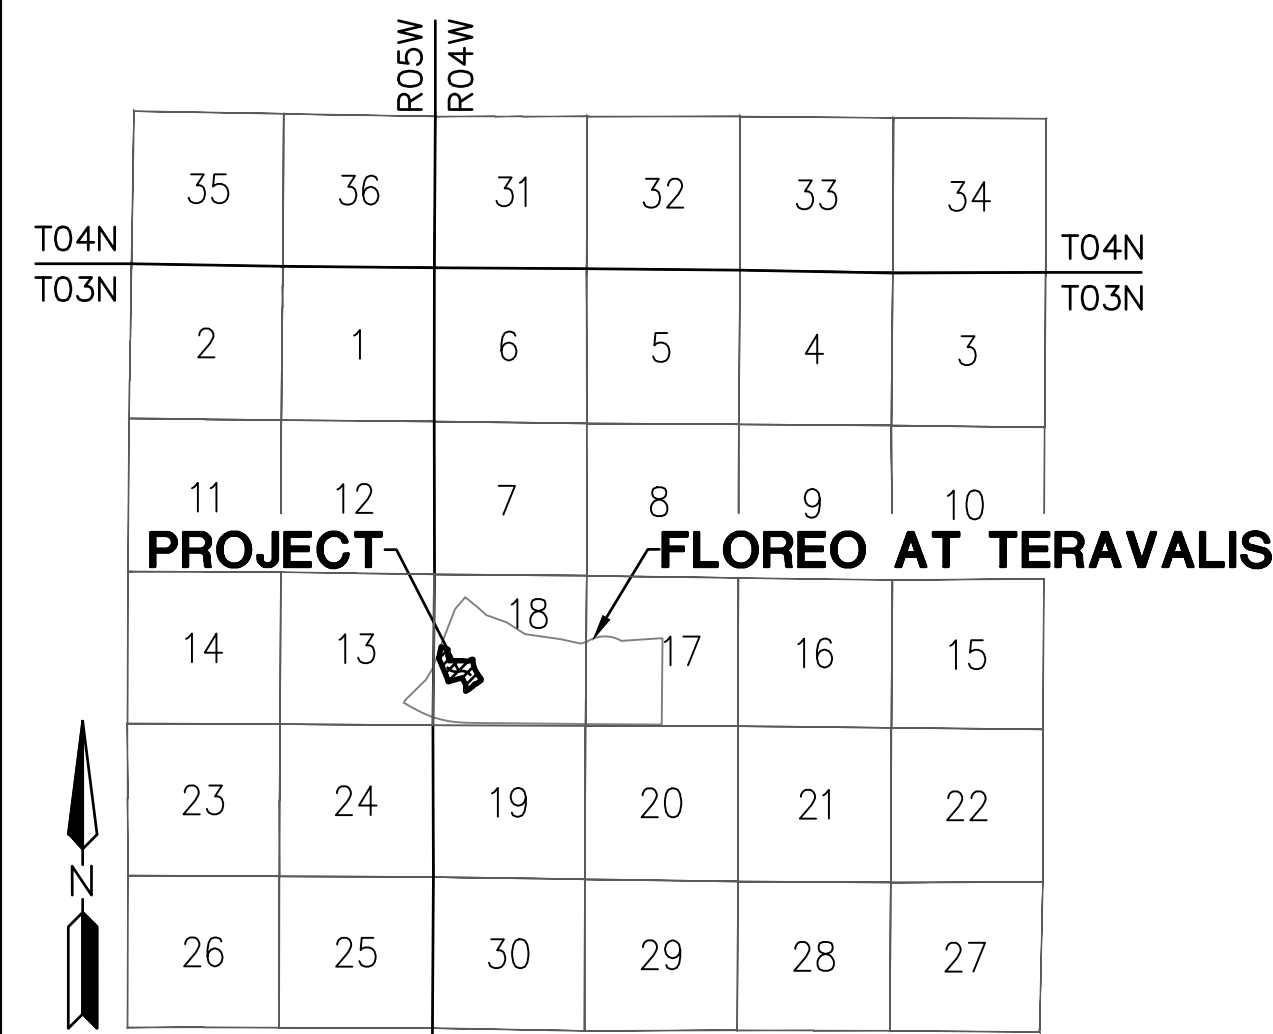 R05W
R04W
35 36 31 32 33 34
T04N T04N
T03N T03N
2 1 6 5 4 3
11 12 7 8 9 10
PROJECT FLOREO AT TERAVALIS
18
14 13 17 16 15
23 24 19 20 21 22
N
26 25 30 29 28 27